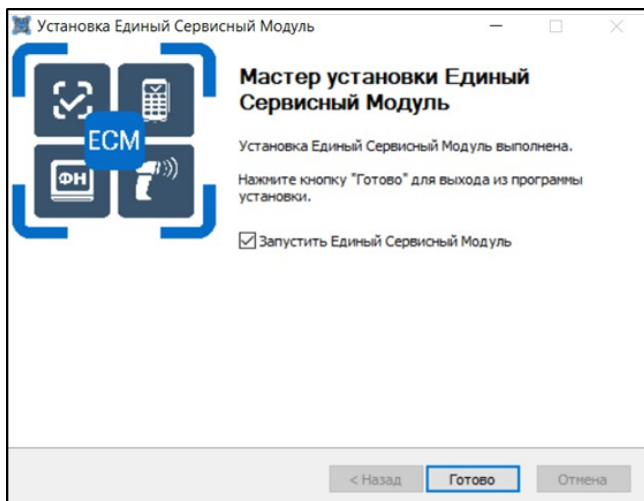 Установка Единый Сервисный Модуль
ECM
ФН
Мастер установки Единый
Сервисный Модуль
Установка Единый Сервисный Модуль выполнена.
Нажмите кнопку "Готово" для выхода из программы
установки.
Запустить Единый Сервисный Модуль
< Назад
Готово
Отмена